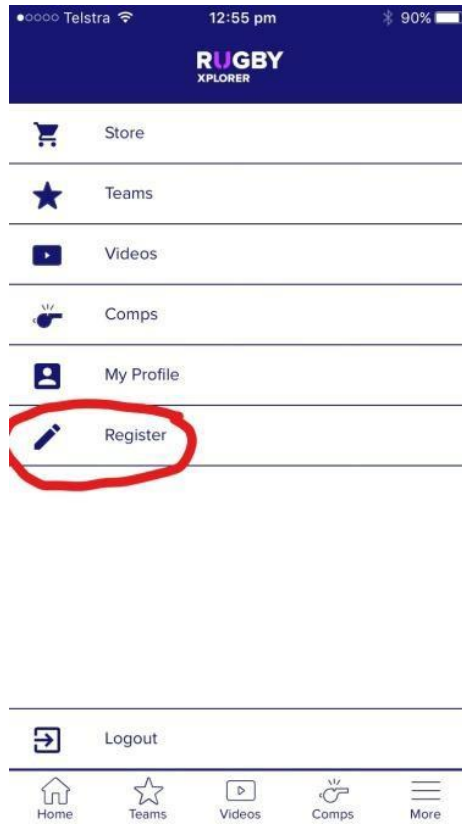 Telstra 12:55 pm 90%
RUGBY
XPLORER
Store
Teams
Videos
Comps
My Profile
Register
Logout
Home Teams Videos Comps More